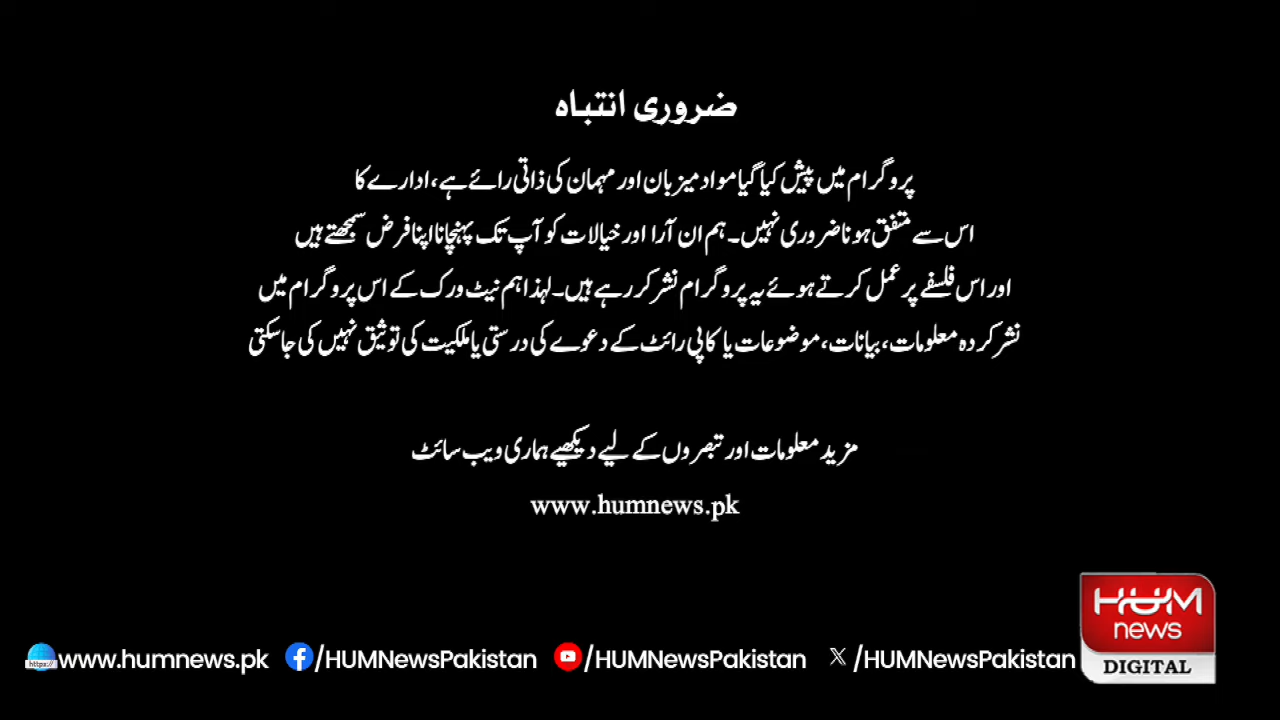 ضروری انتباہ
پروگرام میں پیش کیا گیا مواد میزبان اور مہمان کی ذاتی رائے ہے، ادارے کا
اس سے متفق ہونا ضروری نہیں۔ ہم ان آرا اور خیالات کو آپ تک پہنچانا اپنا فرض سمجھتے ہیں
اور اس فلسفے پر عمل کرتے ہوئے یہ پروگرام نشر کر رہے ہیں۔ لہذا ہم نیٹ ورک کے اس پروگرام میں
نشر کردہ معلومات، بیانات، موضوعات یا کاپی رائٹ کے دعوے کی درستی یا ملکیت کی توثیق نہیں کی جا سکتی
مزید معلومات اور تبصروں کے لیے دیکھیے ہماری ویب سائٹ
www.humnews.pk
https:// www.humnews.pk /HUMNewsPakistan /HUMNewsPakistan X /HUMNewsPakistan
HUM
news
DIGITAL